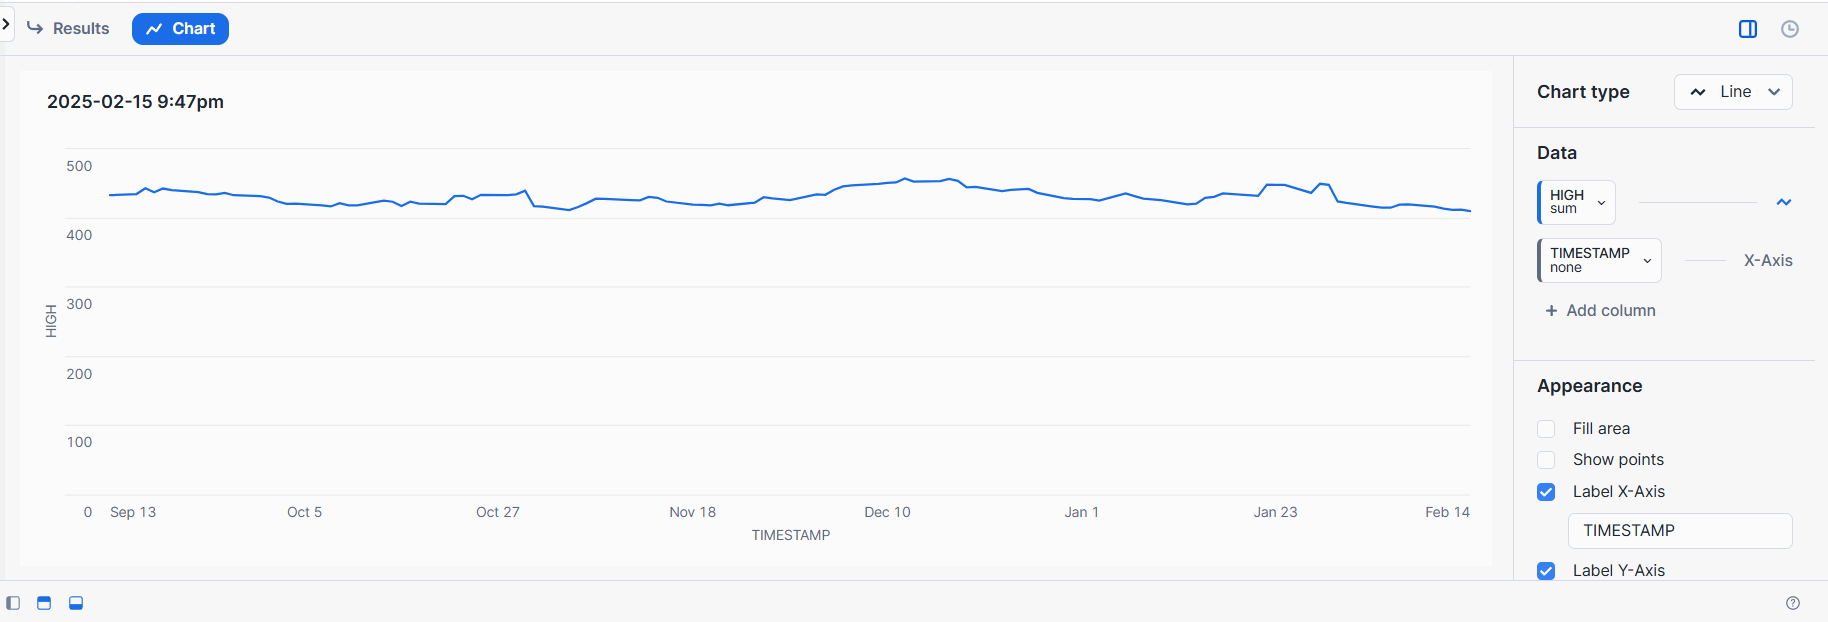 Results
Chart
2025-02-15 9:47pm
500
400
300
200
100
0
HIGH
Sep 13
Oct 5
Oct 27
Nov 18
Dec 10
Jan 1
Jan 23
Feb 14
TIMESTAMP
Chart type
Line
Data
HIGH
sum
TIMESTAMP
none
X-Axis
+ Add column
Appearance
Fill area
Show points
Label X-Axis
TIMESTAMP
Label Y-Axis